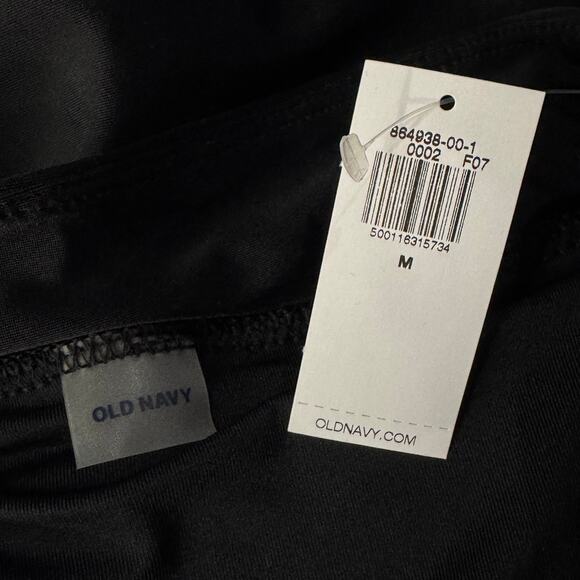 864938-00-1
0002 F07
500116315734
M
OLDNAVY.COM
OLD NAVY